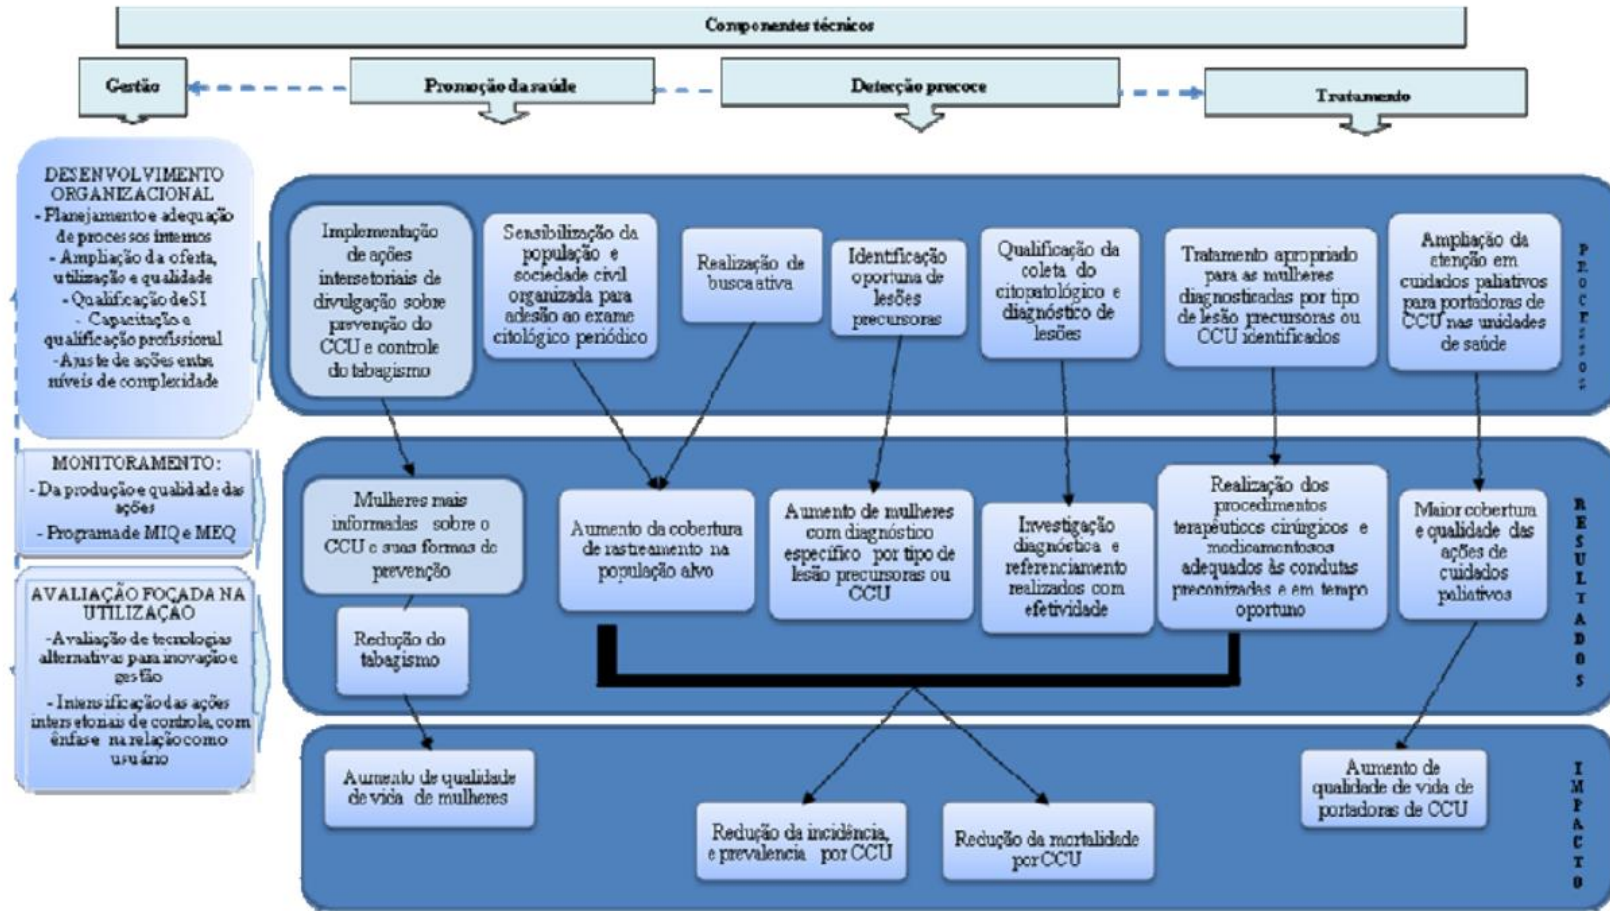 Componentes técnicos
Gestão
Promoção da saúde
Detecção precoce
Tratamento
DESENVOLVIMENTO
ORGANIZACIONAL
- Planejamento e adequação
de processos internos
- Ampliação da oferta,
utilização e qualidade
- Qualificação de SI
- Capacitação e
qualificação profissional
- Ajuste de ações entre
níveis de complexidade
MONITORAMENTO:
- Da produção e qualidade das
ações
- Programa de MIQ e MEQ
AVALIAÇÃO FOCADA NA
UTILIZAÇÃO
- Avaliação de tecnologias
alternativas para inovação e
gestão
- Intensificação das ações
intersetoriais de controle, com
ênfase na relação com o
usuário
Implementação
de ações
intersetoriais de
divulgação sobre
prevenção do
CCU e controle
do tabagismo
Sensibilização da
população e
sociedade civil
organizada para
adesão ao exame
citológico periódico
Realização de
busca ativa
Identificação
oportuna de
lesões
precursoras
Qualificação da
coleta do
citopatológico e
diagnóstico de
lesões
Tratamento apropriado
para as mulheres
diagnosticadas por tipo
de lesão precursoras ou
CCU identificados
Ampliação da
atenção em
cuidados paliativos
para portadoras de
CCU nas unidades
de saúde
PROCESSOS
Mulheres mais
informadas sobre o
CCU e suas formas de
prevenção
Redução do
tabagismo
Aumento da cobertura
de rastreamento na
população alvo
Aumento de mulheres
com diagnóstico
específico por tipo de
lesão precursoras ou
CCU
Investigação
diagnóstica e
referenciamento
realizados com
efetividade
Realização dos
procedimentos
terapêuticos cirúrgicos e
medicamentosos
adequados às condutas
preconizadas e em tempo
oportuno
Maior cobertura
e qualidade das
ações de
cuidados
paliativos
RESULTADOS
Aumento de qualidade
de vida de mulheres
Redução da incidência,
e prevalencia por CCU
Redução da mortalidade
por CCU
Aumento de
qualidade de vida de
portadoras de CCU
IMPACTO